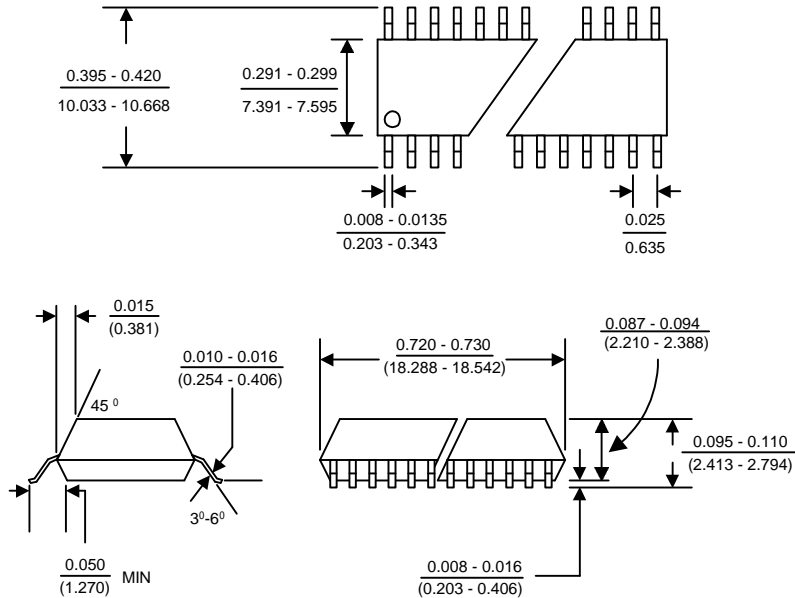 0.395 - 0.420
10.033 - 10.668
0.291 - 0.299
7.391 - 7.595
0.008 - 0.0135
0.203 - 0.343
0.025
0.635
0.015
(0.381)
0.010 - 0.016
(0.254 - 0.406)
45 ⁰
3⁰-6⁰
0.050
(1.270)
MIN
0.720 - 0.730
(18.288 - 18.542)
0.087 - 0.094
(2.210 - 2.388)
0.095 - 0.110
(2.413 - 2.794)
0.008 - 0.016
(0.203 - 0.406)